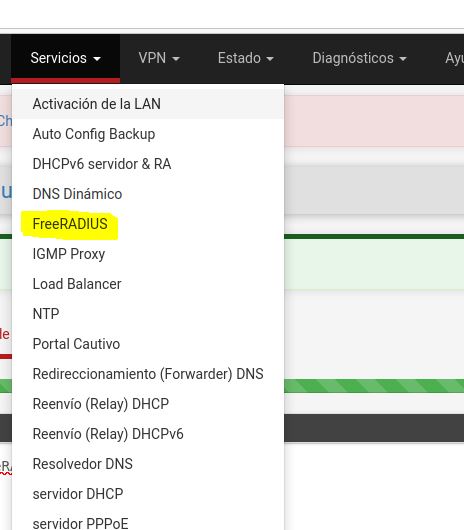 Servicios VPN Estado Diagnósticos Ayu
Ch
Activación de la LAN
Auto Config Backup
DHCPv6 servidor & RA
u
DNS Dinámico
FreeRADIUS
IGMP Proxy
Load Balancer
NTP
le
Portal Cautivo
Redireccionamiento (Forwarder) DNS
Reenvío (Relay) DHCP
Reenvío (Relay) DHCPv6
Resolvedor DNS
servidor DHCP
servidor PPPoE